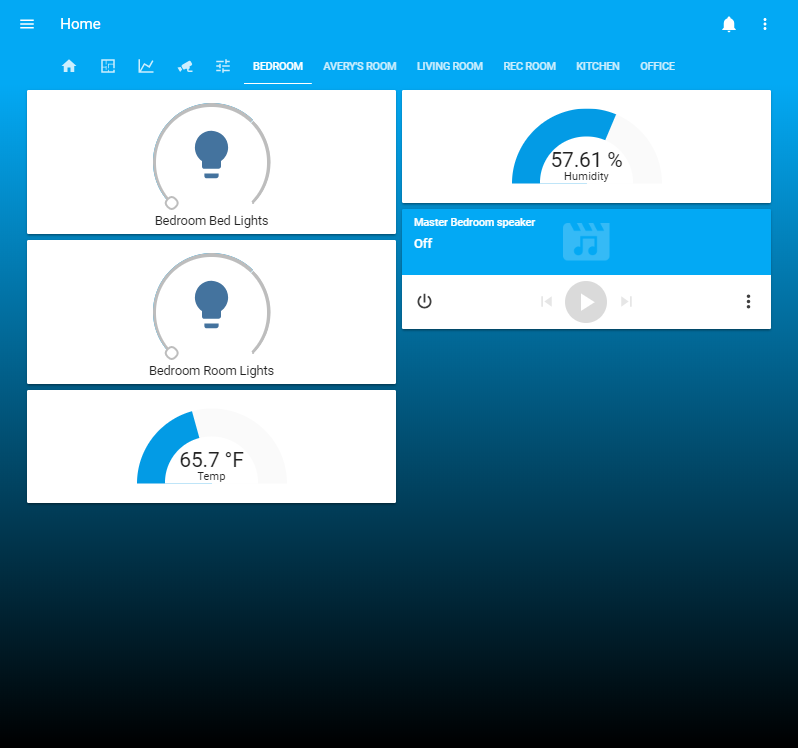 Home
BEDROOM AVERY'S ROOM LIVING ROOM REC ROOM KITCHEN OFFICE
Bedroom Bed Lights
Bedroom Room Lights
65.7 °F
Temp
57.61 %
Humidity
Master Bedroom speaker
Off